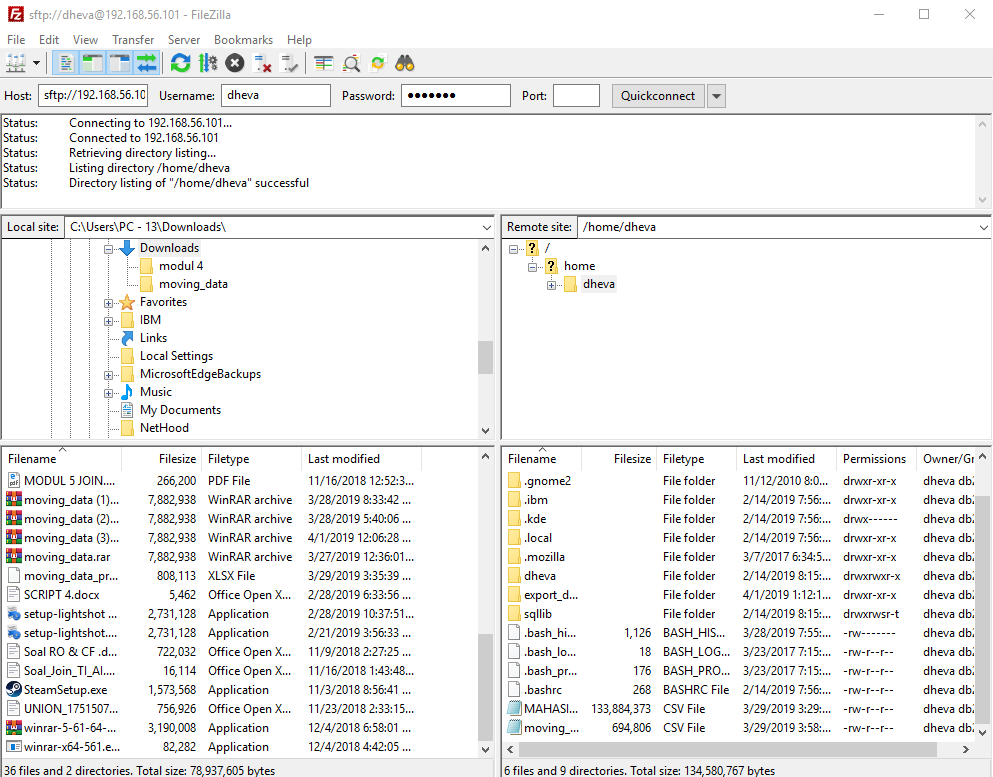 sftp://dheva@192.168.56.101 - FileZilla
File Edit View Transfer Server Bookmarks Help
Host: sftp://192.168.56.10 Username: dheva Password: ●●●●●●● Port: Quickconnect
Status: Connecting to 192.168.56.101...
Status: Connected to 192.168.56.101
Status: Retrieving directory listing...
Status: Listing directory /home/dheva
Status: Directory listing of "/home/dheva" successful
Local site: C:\Users\PC - 13\Downloads\
Downloads
modul 4
moving_data
Favorites
IBM
Links
Local Settings
MicrosoftEdgeBackups
Music
My Documents
NetHood
Remote site: /home/dheva
? /
? home
dheva
Filename Filesize Filetype Last modified
MODUL 5 JOIN.... 266,200 PDF File 11/16/2018 12:52:3...
moving_data (1)... 7,882,938 WinRAR archive 3/28/2019 8:33:42 ...
moving_data (2)... 7,882,938 WinRAR archive 3/28/2019 5:40:06 ...
moving_data (3)... 7,882,938 WinRAR archive 4/1/2019 12:06:28 ...
moving_data.rar 7,882,938 WinRAR archive 3/27/2019 12:36:01...
moving_data_pr... 808,113 XLSX File 3/29/2019 3:35:39 ...
SCRIPT 4.docx 5,462 Office Open X... 2/28/2019 6:33:56 ...
setup-lightshot ... 2,731,128 Application 2/28/2019 10:37:51...
setup-lightshot.... 2,731,128 Application 2/21/2019 3:56:33 ...
Soal RO & CF .d... 722,032 Office Open X... 11/9/2018 2:27:25 ...
Soal_Join_TI_Al.... 16,114 Office Open X... 11/16/2018 1:43:48...
SteamSetup.exe 1,573,568 Application 11/3/2018 8:56:41 ...
UNION_1751507... 756,926 Office Open X... 11/23/2018 2:33:15...
winrar-5-61-64-... 3,190,008 Application 12/4/2018 6:58:01 ...
winrar-x64-561.e... 82,282 Application 12/4/2018 4:42:05 ...
36 files and 2 directories. Total size: 78,937,605 bytes
Filename Filesize Filetype Last modified Permissions Owner/Gr
.gnome2 File folder 11/12/2010 8:0... drwxr-xr-x dheva db
.ibm File folder 2/14/2019 7:56:... drwxr-xr-x dheva db
.kde File folder 2/14/2019 7:56:... drwx------ dheva db
.local File folder 2/14/2019 7:56:... drwxr-xr-x dheva db
.mozilla File folder 3/7/2017 6:34:5... drwxr-xr-x dheva db
dheva File folder 2/14/2019 8:15:... drwxrwxr-x dheva db
export_d... File folder 4/1/2019 1:12:1... drwxr-xr-x dheva db
sqllib File folder 2/14/2019 8:15:... drwxrwsr-t dheva db
.bash_hi... 1,126 BASH_HIS... 3/28/2019 7:55:... -rw------- dheva db
.bash_lo... 18 BASH_LOG... 3/23/2017 7:15:... -rw-r--r-- dheva db
.bash_pr... 176 BASH_PRO... 3/23/2017 7:15:... -rw-r--r-- dheva db
.bashrc 268 BASHRC File 2/14/2019 7:56:... -rw-r--r-- dheva db
MAHASI... 133,884,373 CSV File 3/29/2019 3:29:... -rw-r--r-- dheva db
moving_... 694,806 CSV File 3/29/2019 3:58:... -rw-r--r-- dheva db
6 files and 9 directories. Total size: 134,580,767 bytes